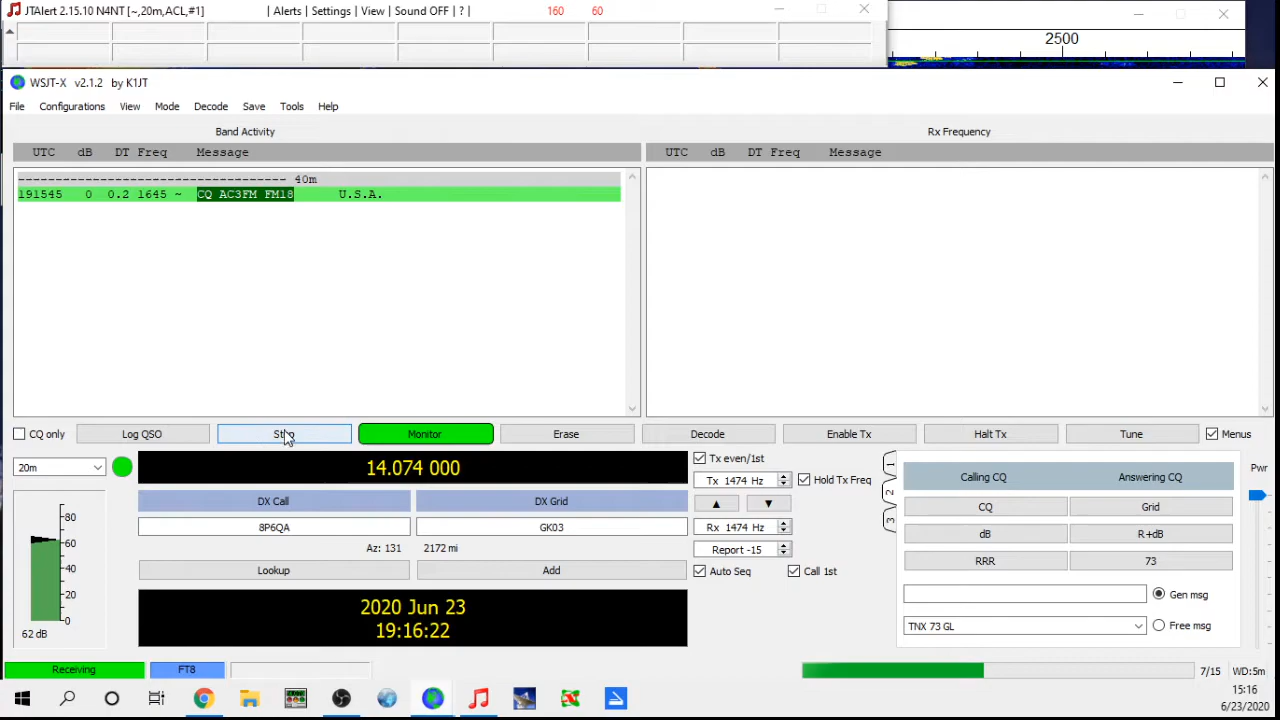 JTAlert 2.15.10 N4NT [~,20m,ACL,#1] | Alerts | Settings | View | Sound OFF | ? | 160 60
2500
WSJT-X v2.1.2 by K1JT
File Configurations View Mode Decode Save Tools Help
Band Activity Rx Frequency
UTC dB DT Freq Message UTC dB DT Freq Message
---------------------------------- 40m
191545 0 0.2 1645 ~ CQ AC3FM FM18 U.S.A.
CQ only Log QSO Monitor Erase Decode Enable Tx Halt Tx Tune Menus
20m 14.074 000 Tx even/1st Pwr
Tx 1474 Hz Hold Tx Freq 1 Calling CQ Answering CQ
DX Call DX Grid 2 CQ Grid
8P6QA GK03 Rx 1474 Hz 3 dB R+dB
Az: 131 2172 mi Report -15 RRR 73
Lookup Add Auto Seq Call 1st
Gen msg
TNX 73 GL Free msg
80
60
40
20
0
62 dB
2020 Jun 23
19:16:22
Receiving FT8 7/15 WD:5m
15:16
6/23/2020